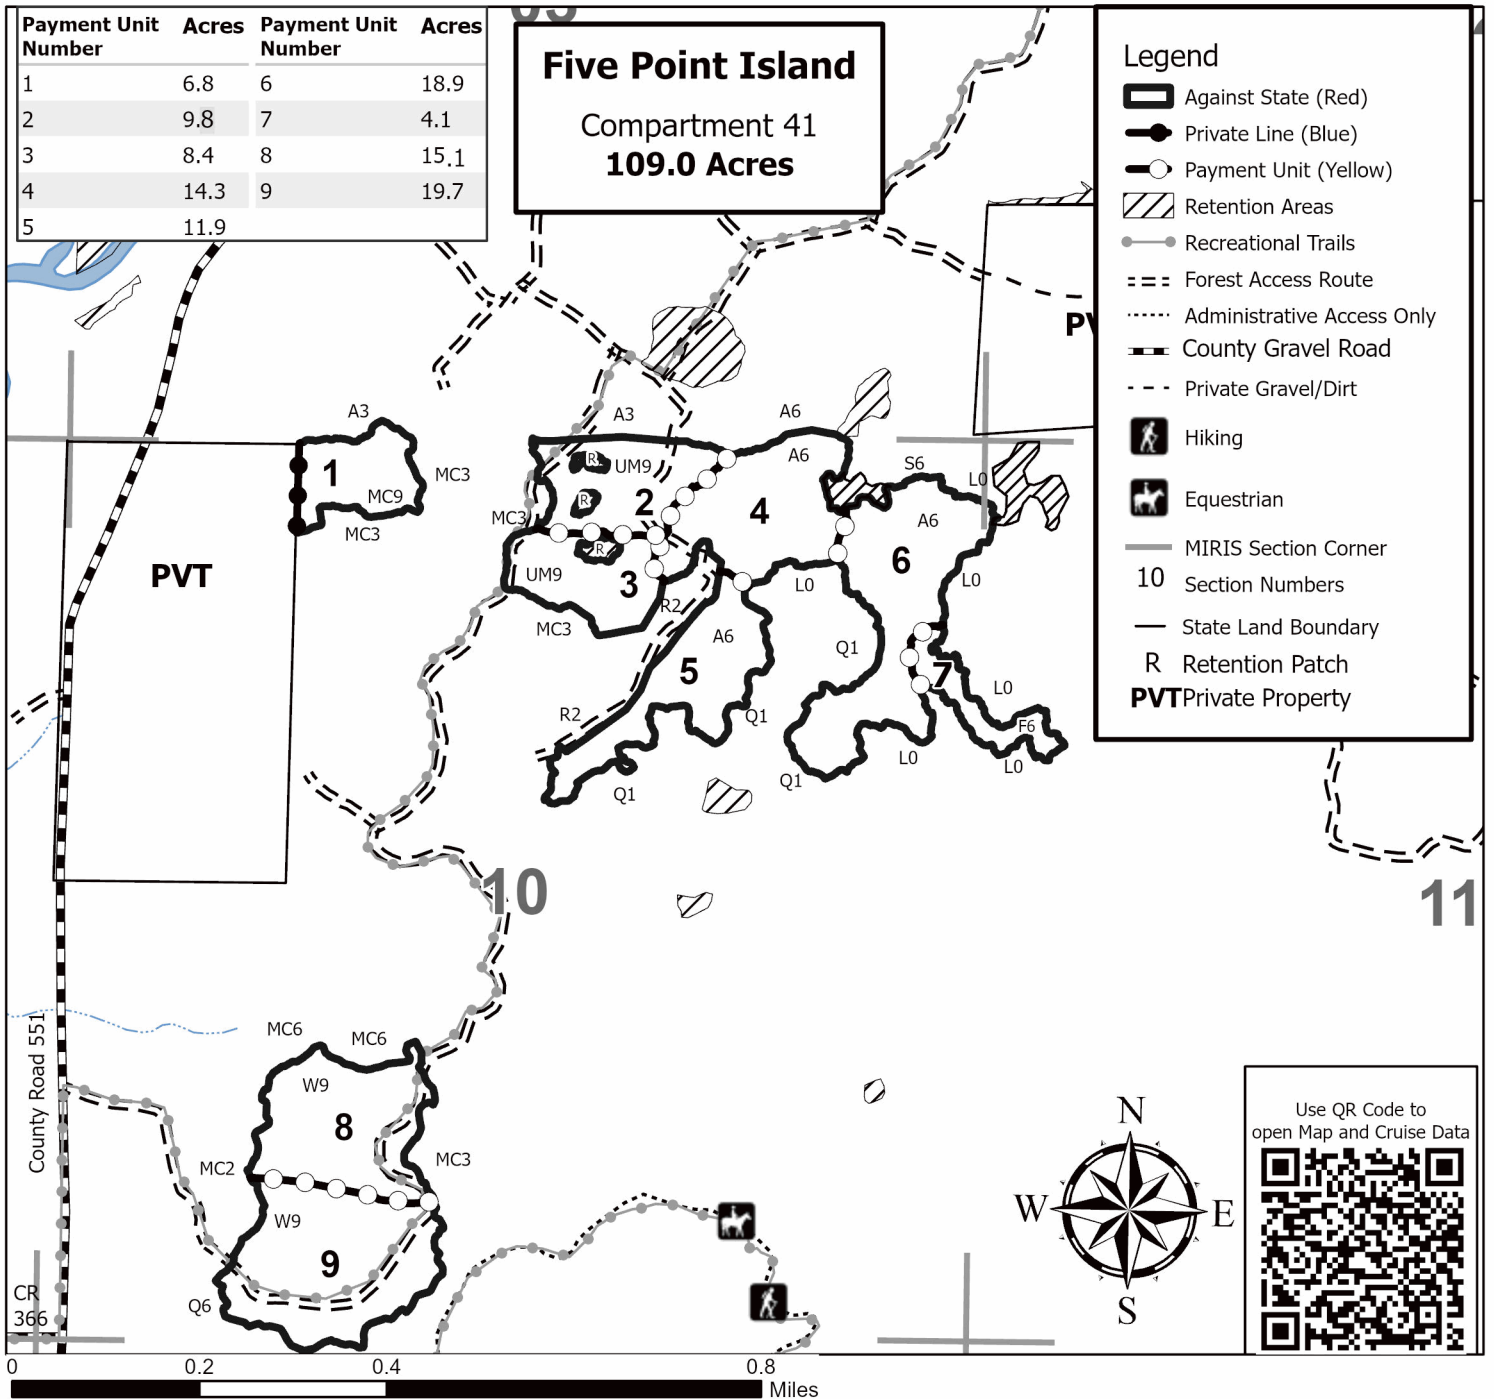 Payment Unit Number Acres Payment Unit Number Acres
1 6.8 6 18.9
2 9.8 7 4.1
3 8.4 8 15.1
4 14.3 9 19.7
5 11.9
Five Point Island
Compartment 41
109.0 Acres
Legend
Against State (Red)
Private Line (Blue)
Payment Unit (Yellow)
Retention Areas
Recreational Trails
Forest Access Route
Administrative Access Only
County Gravel Road
Private Gravel/Dirt
Hiking
Equestrian
MIRIS Section Corner
10 Section Numbers
State Land Boundary
R Retention Patch
PVT Private Property
A3
1
MC3
MC9
MC3
PVT
A3
R
UM9
R
2
MC3
R
UM9
3
MC3
R2
A6
A6
4
L0
S6
L0
A6
6
L0
A6
5
Q1
R2
Q1
Q1
Q1
7
L0
F6
L0
L0
10
11
MC6
MC6
W9
8
MC2
MC3
W9
9
Q6
County Road 551
CR
366
N
W E
S
Use QR Code to
open Map and Cruise Data
0 0.2 0.4 0.8
Miles